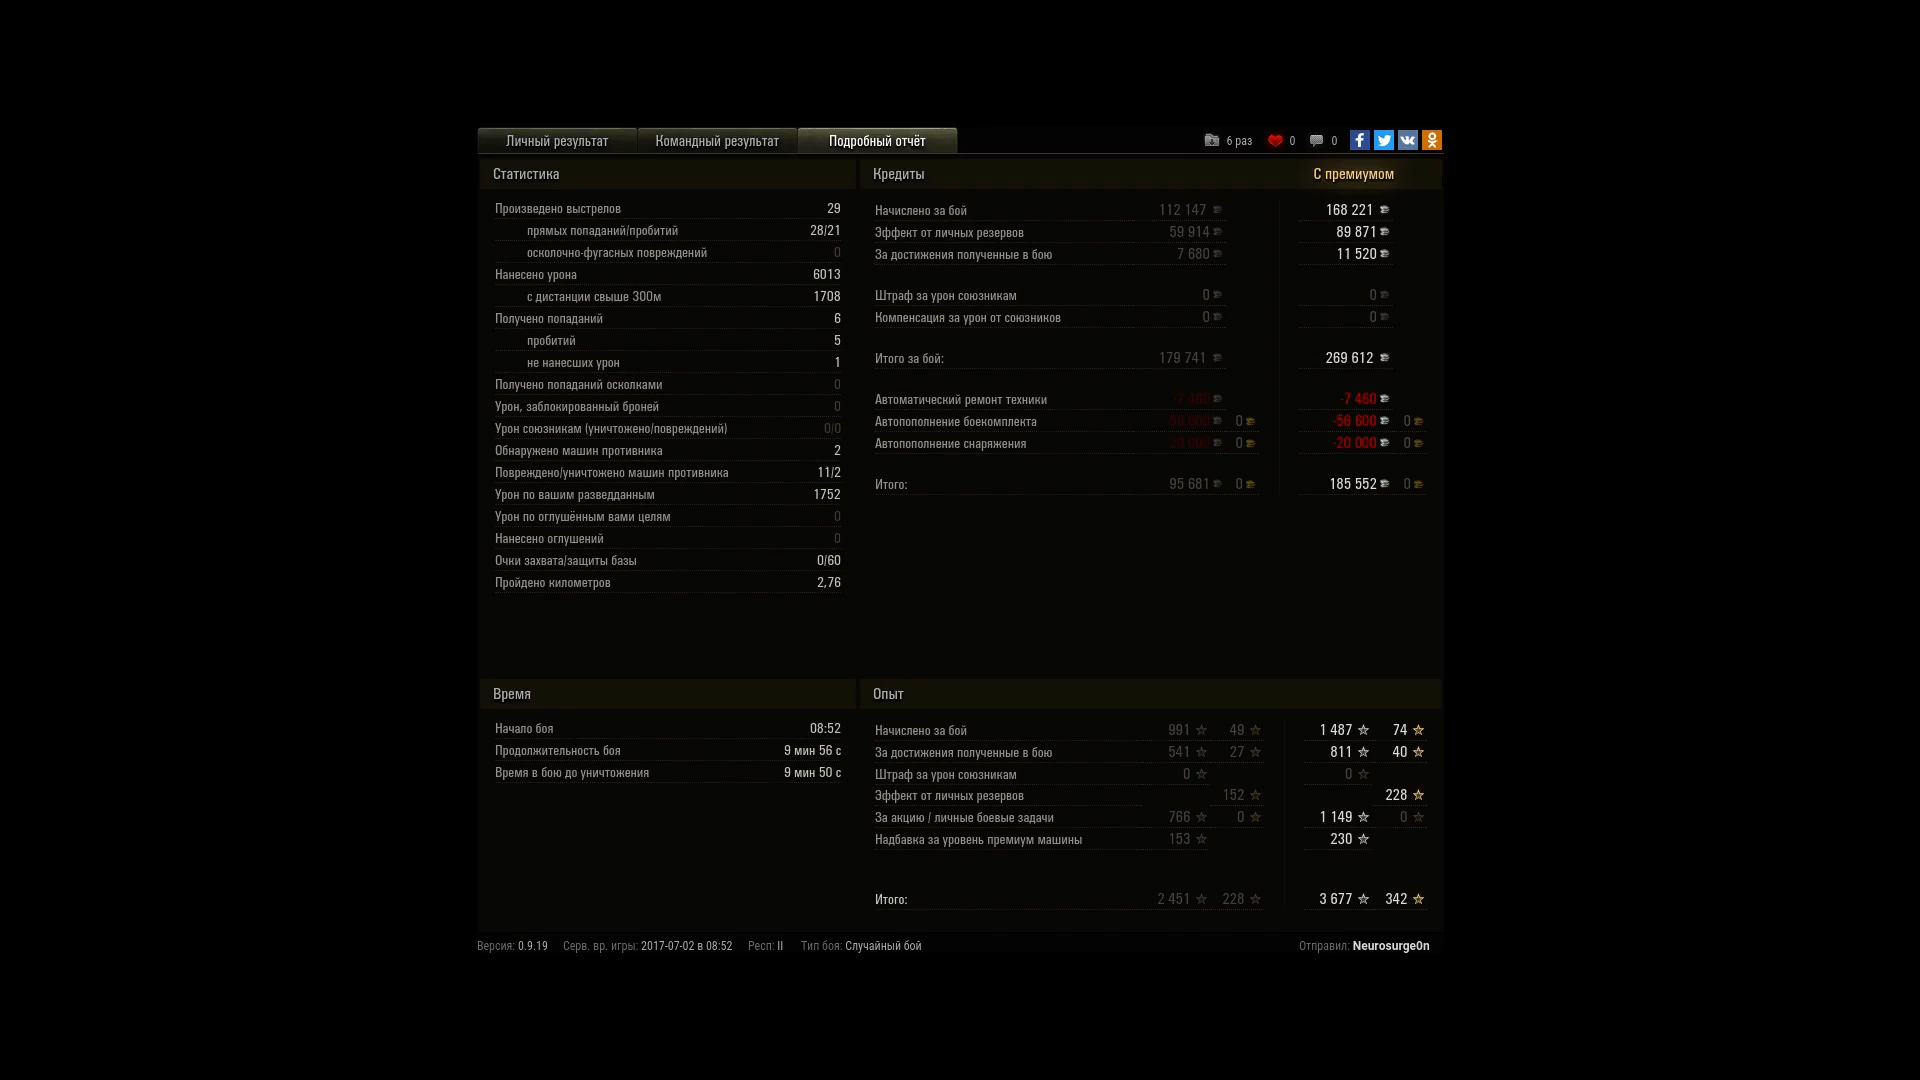 Личный результат Командный результат Подробный отчёт 6 раз 0 0
Статистика
Произведено выстрелов 29
прямых попаданий/пробитий 28/21
осколочно-фугасных повреждений 0
Нанесено урона 6013
с дистанции свыше 300м 1708
Получено попаданий 6
пробитий 5
не нанесших урон 1
Получено попаданий осколками 0
Урон, заблокированный броней 0
Урон союзникам (уничтожено/повреждений) 0/0
Обнаружено машин противника 2
Повреждено/уничтожено машин противника 11/2
Урон по вашим разведданным 1752
Урон по оглушённым вами целям 0
Нанесено оглушений 0
Очки захвата/защиты базы 0/60
Пройдено километров 2,76
Кредиты С премиумом
Начислено за бой 112 147 168 221
Эффект от личных резервов 59 914 89 871
За достижения полученные в бою 7 680 11 520
Штраф за урон союзникам 0 0
Компенсация за урон от союзников 0 0
Итого за бой: 179 741 269 612
Автоматический ремонт техники -7 460 -7 460
Автопополнение боекомплекта -56 600 0 -56 600 0
Автопополнение снаряжения -20 000 0 -20 000 0
Итого: 95 681 0 185 552 0
Время
Начало боя 08:52
Продолжительность боя 9 мин 56 с
Время в бою до уничтожения 9 мин 50 с
Опыт
Начислено за бой 991 49 1 487 74
За достижения полученные в бою 541 27 811 40
Штраф за урон союзникам 0 0
Эффект от личных резервов 152 228
За акцию / личные боевые задачи 766 0 1 149 0
Надбавка за уровень премиум машины 153 230
Итого: 2 451 228 3 677 342
Версия: 0.9.19 Серв. вр. игры: 2017-07-02 в 08:52 Респ: II Тип боя: Случайный бой Отправил: Neurosurge0n